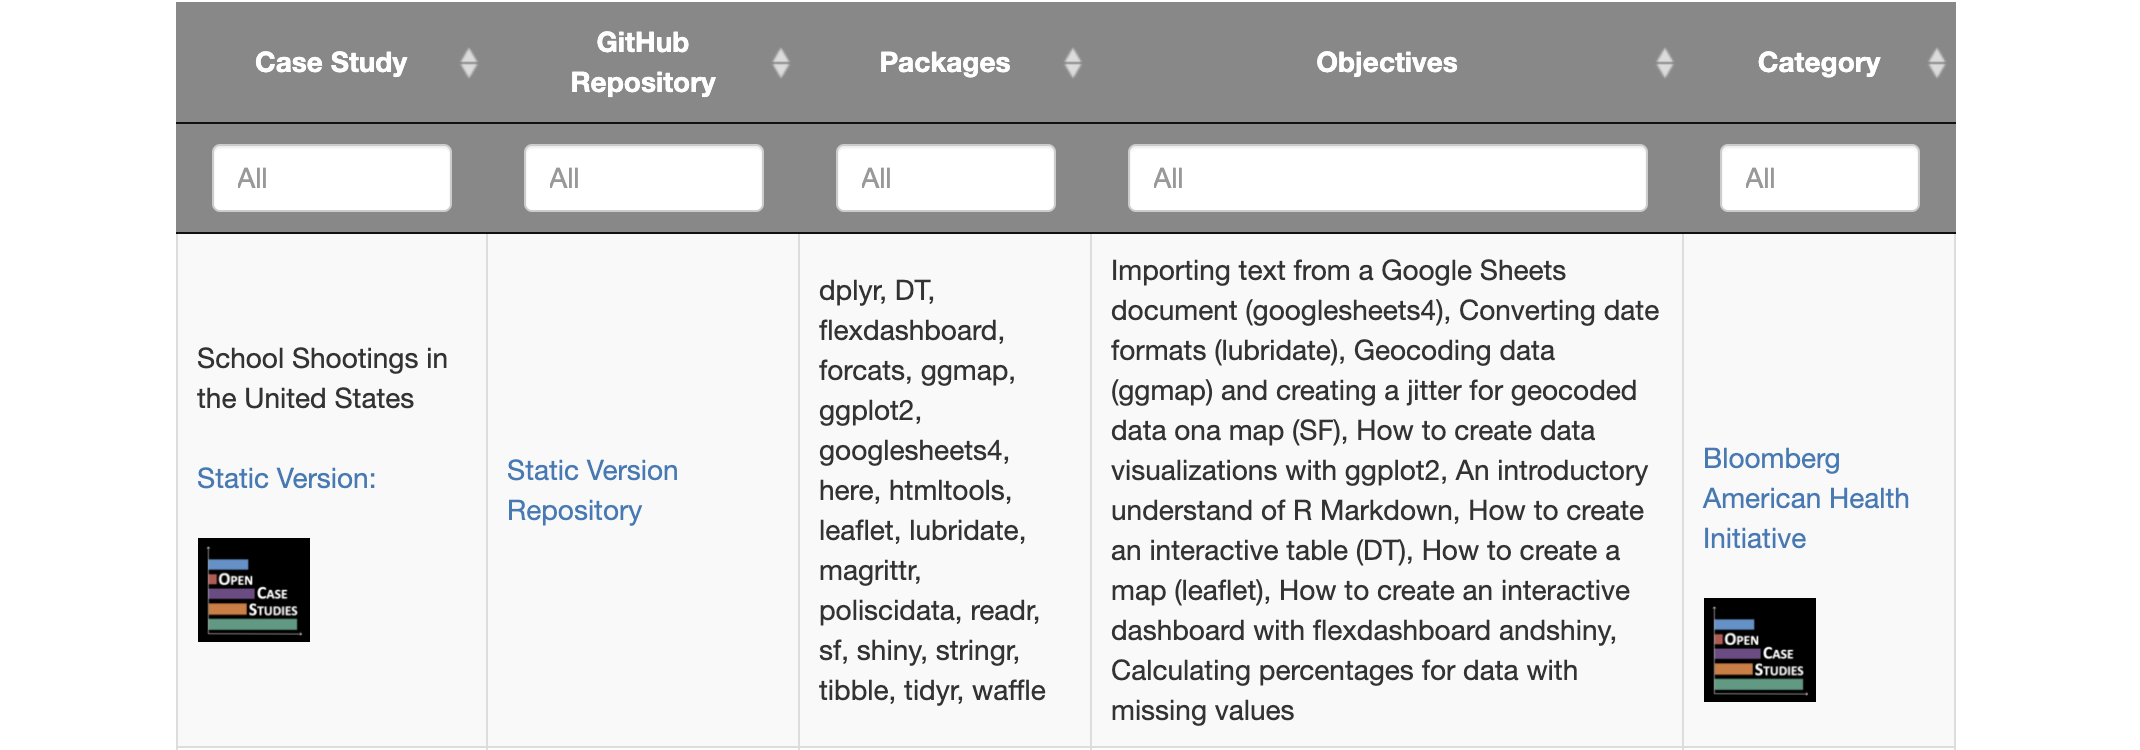 Case Study
GitHub
Repository
Packages
Objectives
Category
All
All
All
All
All
School Shootings in
the United States
Static Version:
OPEN
CASE
STUDIES
Static Version
Repository
dplyr, DT,
flexdashboard,
forcats, ggmap,
ggplot2,
googlesheets4,
here, htmltools,
leaflet, lubridate,
magrittr,
poliscidata, readr,
sf, shiny, stringr,
tibble, tidyr, waffle
Importing text from a Google Sheets
document (googlesheets4), Converting date
formats (lubridate), Geocoding data
(ggmap) and creating a jitter for geocoded
data ona map (SF), How to create data
visualizations with ggplot2, An introductory
understand of R Markdown, How to create
an interactive table (DT), How to create a
map (leaflet), How to create an interactive
dashboard with flexdashboard andshiny,
Calculating percentages for data with
missing values
Bloomberg
American Health
Initiative
OPEN
CASE
STUDIES